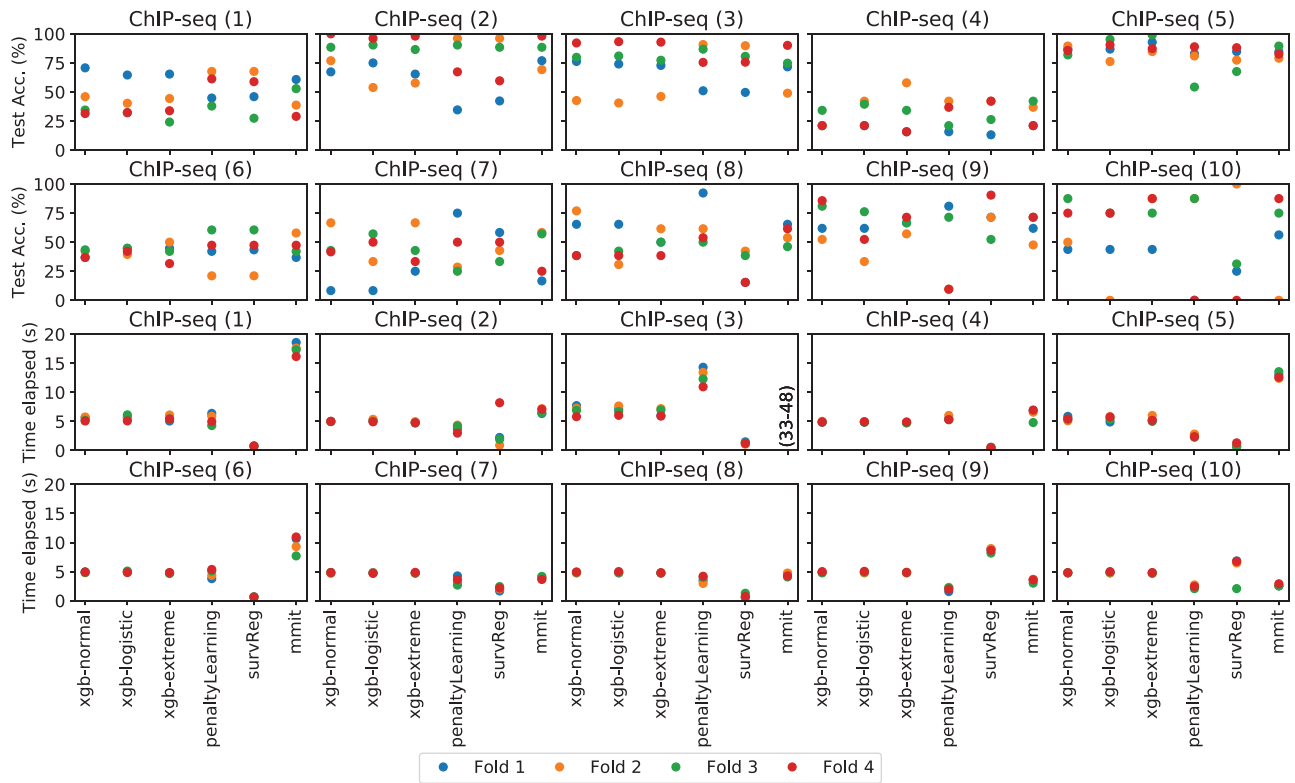 ChIP-seq (1) ChIP-seq (2) ChIP-seq (3) ChIP-seq (4) ChIP-seq (5)
Test Acc. (%)
100
75
50
25
0
ChIP-seq (6) ChIP-seq (7) ChIP-seq (8) ChIP-seq (9) ChIP-seq (10)
Test Acc. (%)
100
75
50
25
0
ChIP-seq (1) ChIP-seq (2) ChIP-seq (3) ChIP-seq (4) ChIP-seq (5)
Time elapsed (s)
20
15
10
5
0
(33-48)
ChIP-seq (6) ChIP-seq (7) ChIP-seq (8) ChIP-seq (9) ChIP-seq (10)
Time elapsed (s)
20
15
10
5
0
xgb-normal
xgb-logistic
xgb-extreme
penaltyLearning
survReg
mmit
xgb-normal
xgb-logistic
xgb-extreme
penaltyLearning
survReg
mmit
xgb-normal
xgb-logistic
xgb-extreme
penaltyLearning
survReg
mmit
xgb-normal
xgb-logistic
xgb-extreme
penaltyLearning
survReg
mmit
xgb-normal
xgb-logistic
xgb-extreme
penaltyLearning
survReg
mmit
Fold 1 Fold 2 Fold 3 Fold 4